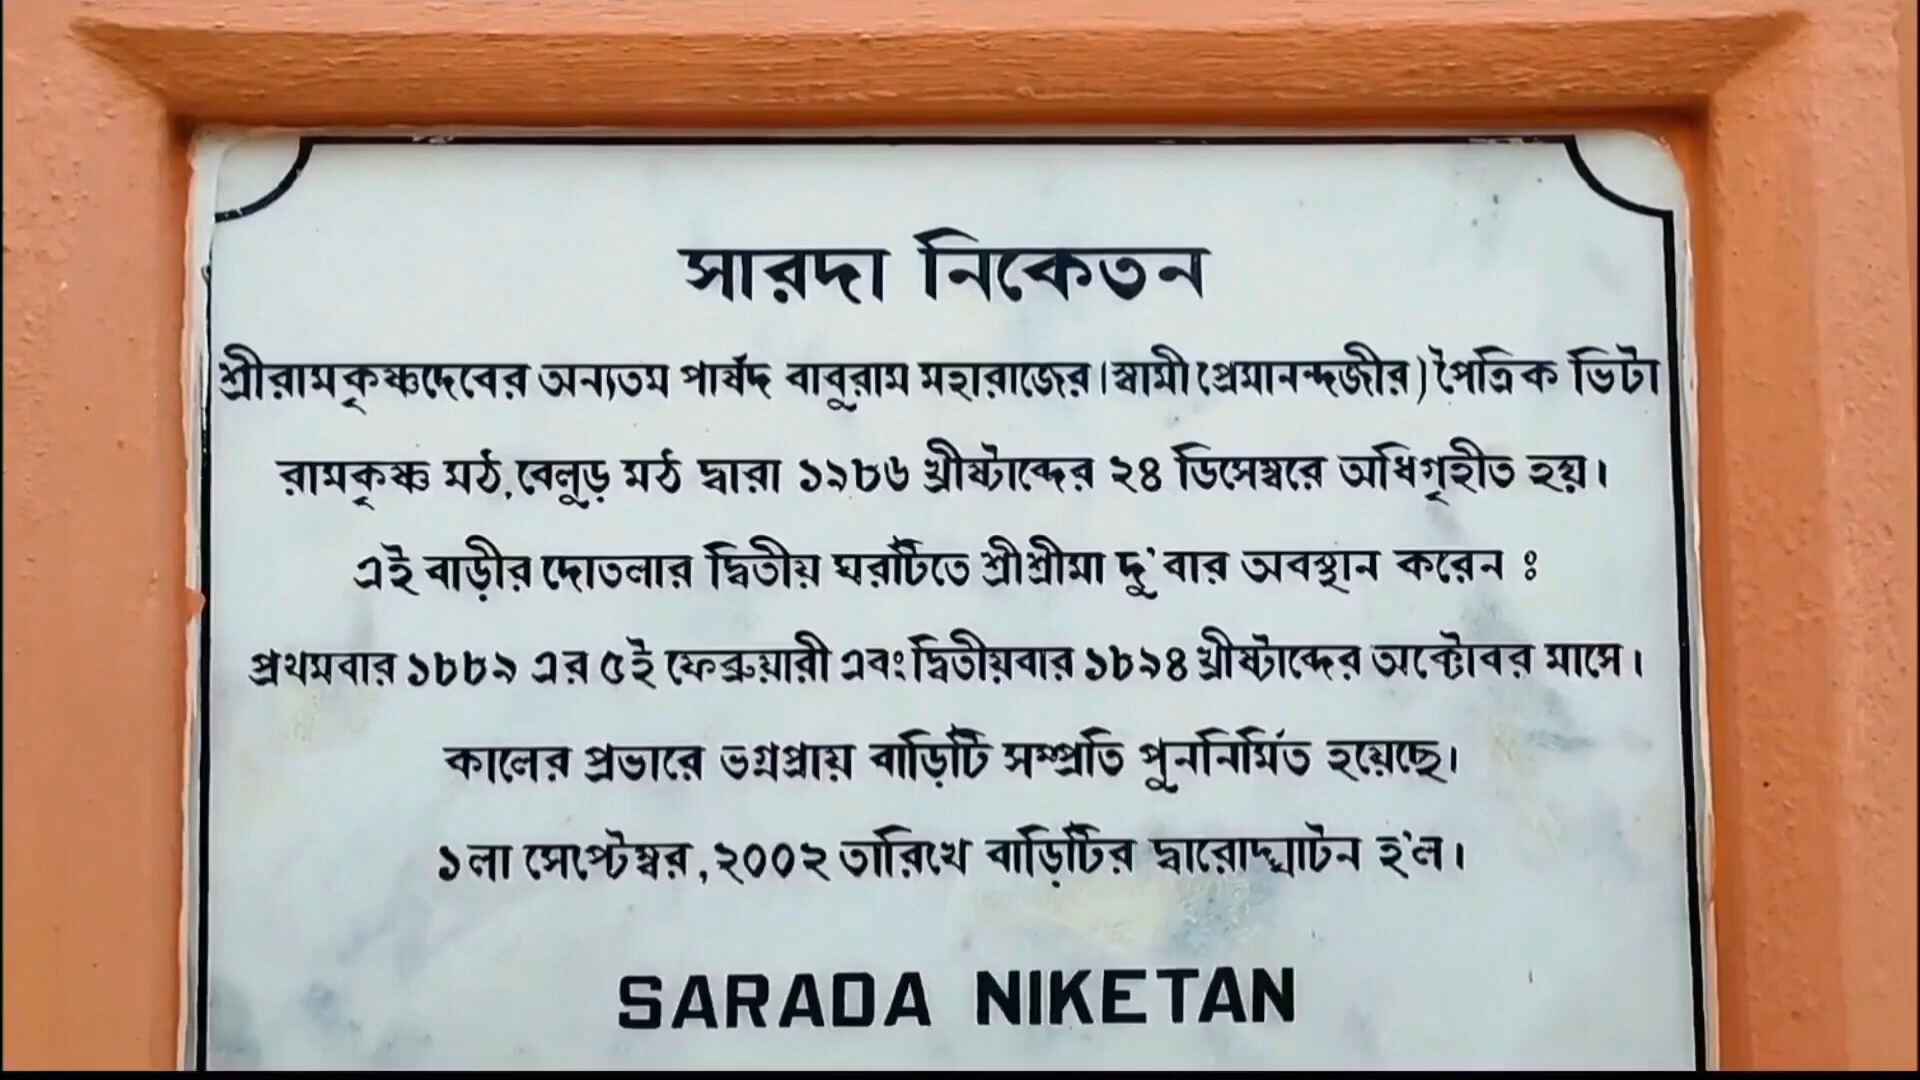 সারদা নিকেতন
শ্রীরামকৃষ্ণদেবের অন্যতম পার্ষদ বাবুরাম মহারাজের (স্বামী প্রেমানন্দজীর) পৈত্রিক ভিটা
রামকৃষ্ণ মঠ, বেলুড় মঠ দ্বারা ১৯৮৬ খ্রীষ্টাব্দের ২৪ ডিসেম্বরে অধিগৃহীত হয়।
এই বাড়ীর দোতলার দ্বিতীয় ঘরটিতে শ্রীশ্রীমা দু'বার অবস্থান করেন ঃ
প্রথমবার ১৮৮৯ এর ৫ই ফেব্রুয়ারী এবং দ্বিতীয়বার ১৮৯৪ খ্রীষ্টাব্দের অক্টোবর মাসে।
কালের প্রভাবে ভগ্নপ্রায় বাড়িটি সম্প্রতি পুননির্মিত হয়েছে।
১লা সেপ্টেম্বর, ২০০২ তারিখে বাড়িটির দ্বারোদ্ঘাটন হ'ল।
SARADA NIKETAN